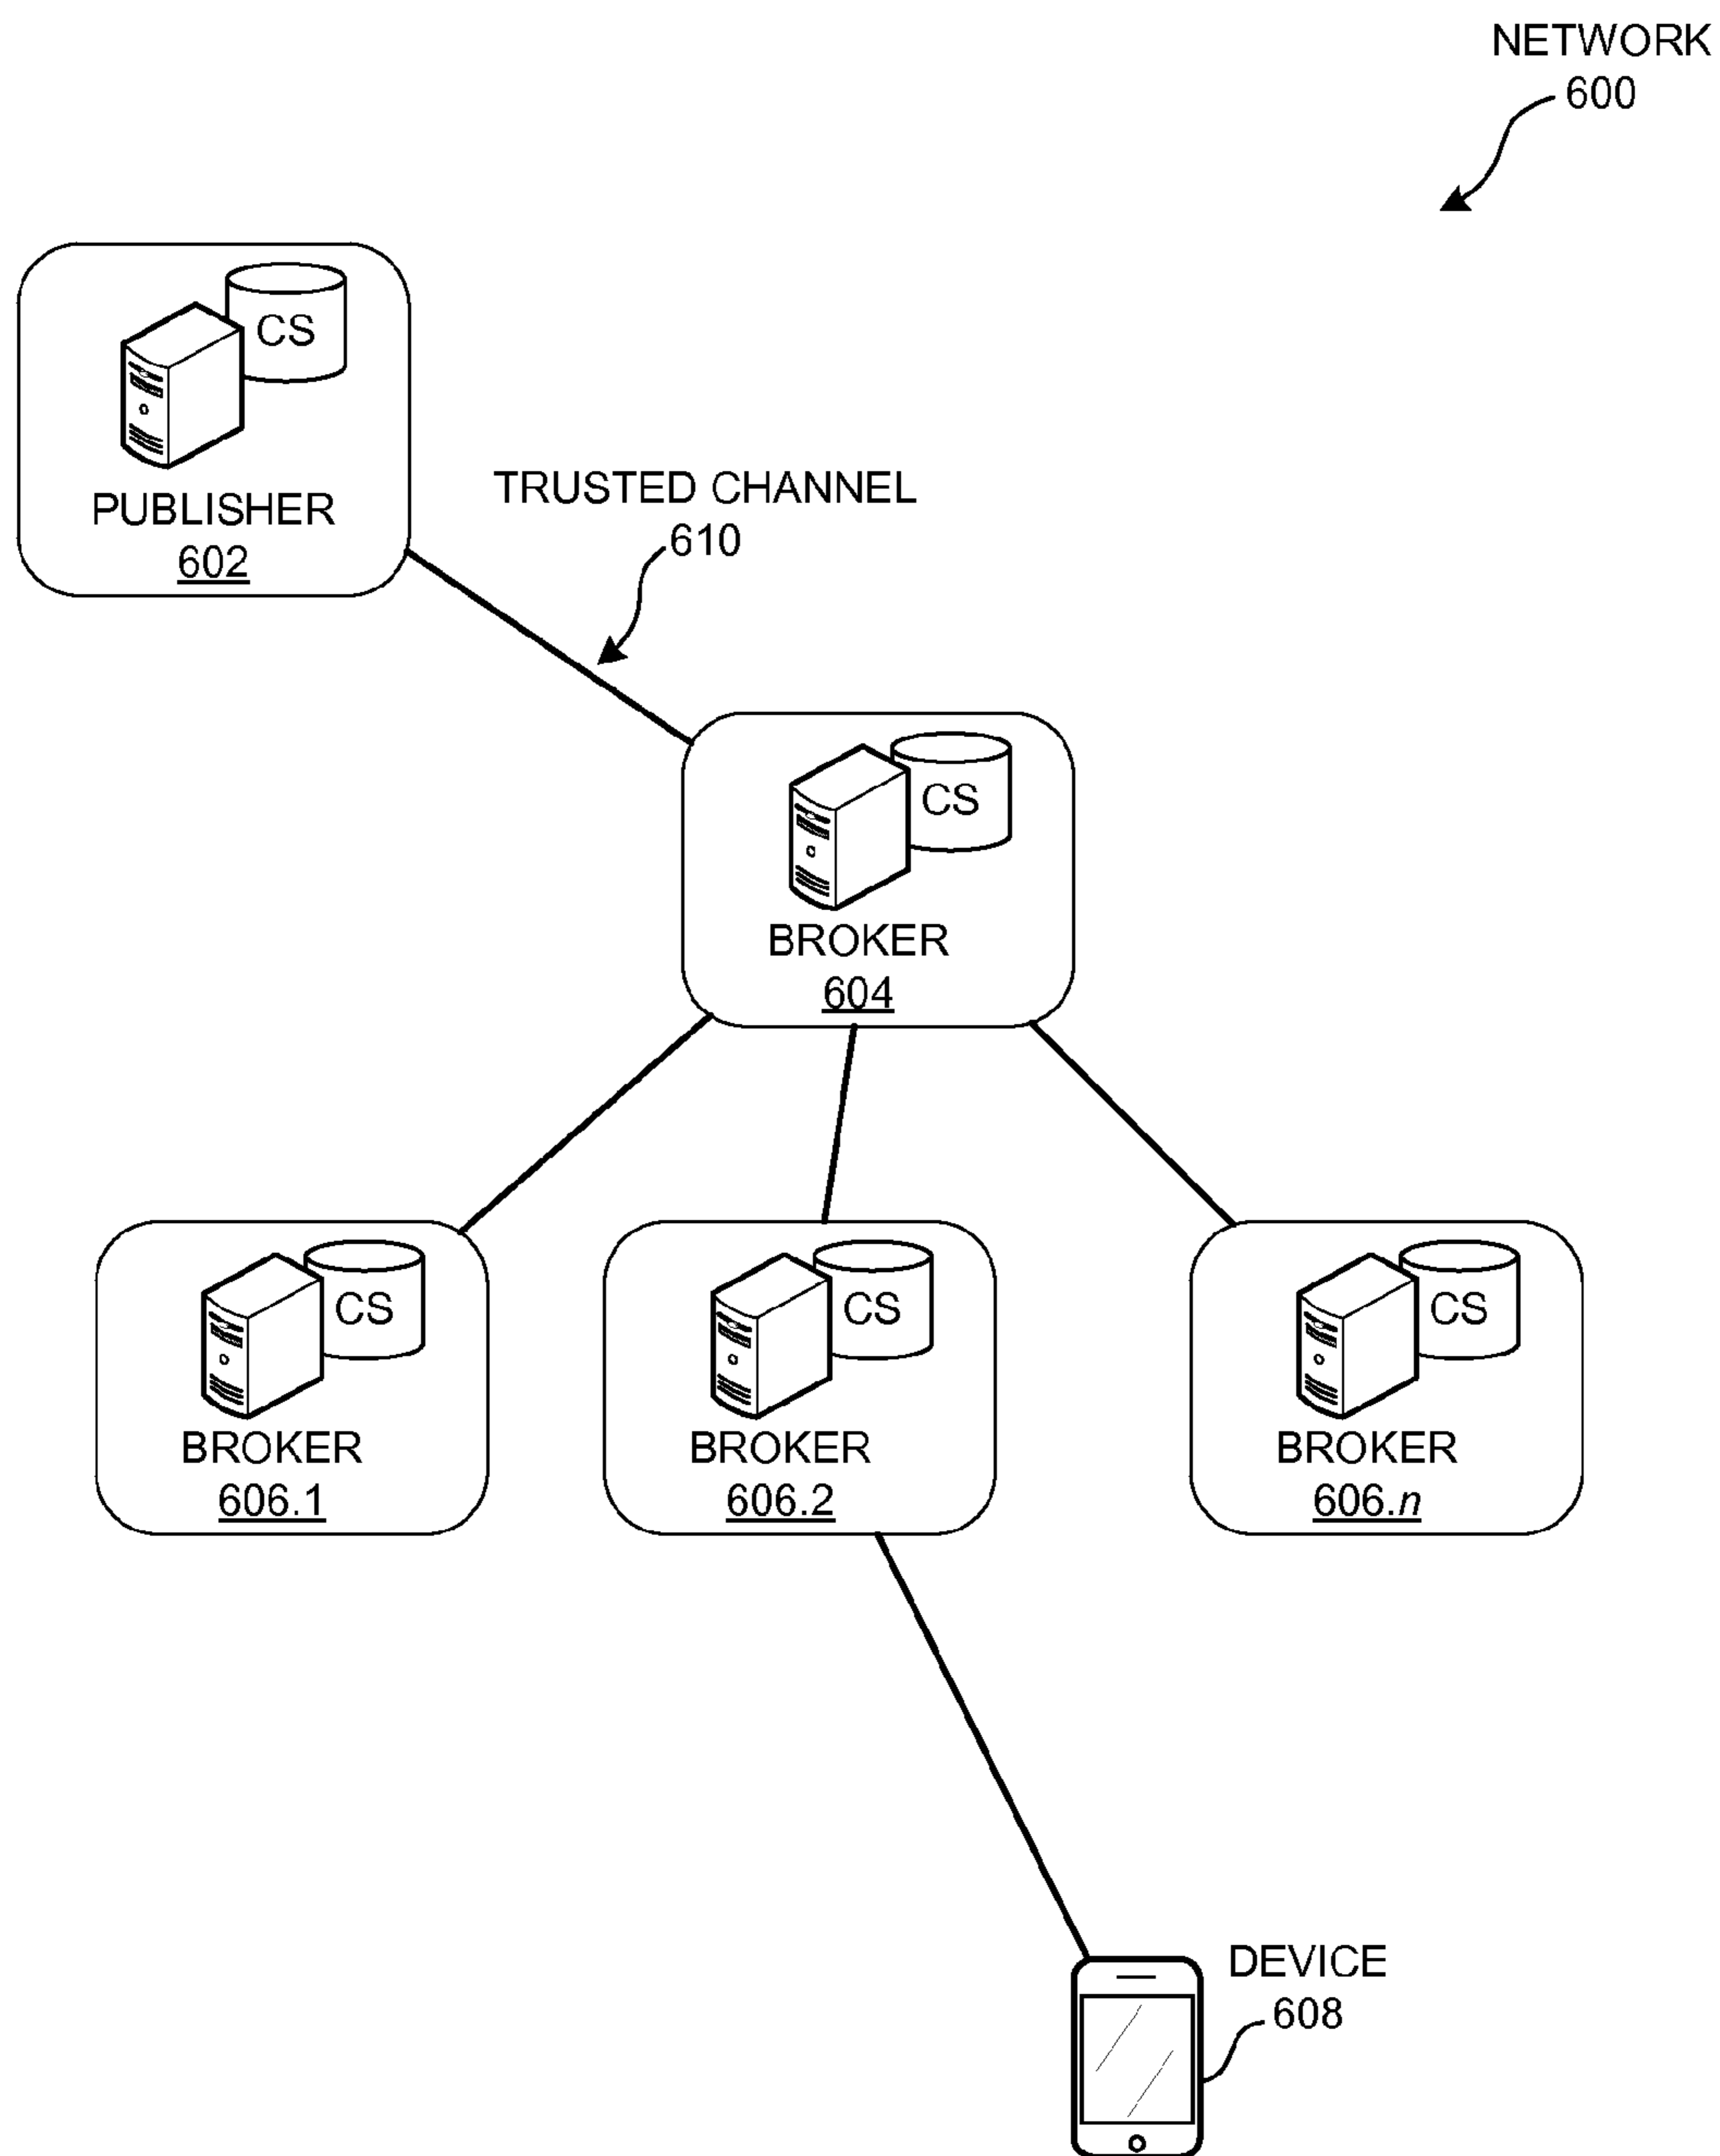 NETWORK
600
CS
PUBLISHER
602
TRUSTED CHANNEL
610
CS
BROKER
604
CS
BROKER
606.1
CS
BROKER
606.2
CS
BROKER
606.n
DEVICE
608